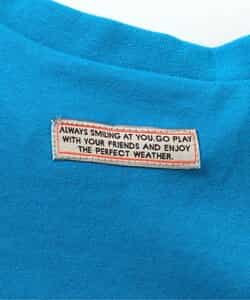 ALWAYS SMILING AT YOU.GO PLAY
WITH YOUR FRIENDS AND ENJOY
THE PERFECT WEATHER.